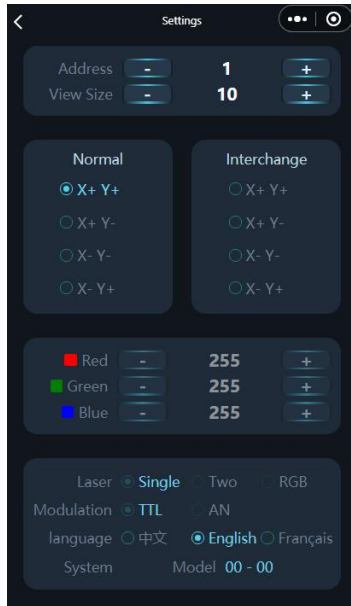 Settings
Address - 1 +
View Size - 10 +
Normal Interchange
X+ Y+ X+ Y+
X+ Y- X+ Y-
X- Y- X- Y-
X- Y+ X- Y+
Red - 255 +
Green - 255 +
Blue - 255 +
Laser Single Two RGB
Modulation TTL AN
language 中文 English Français
System Model 00 - 00